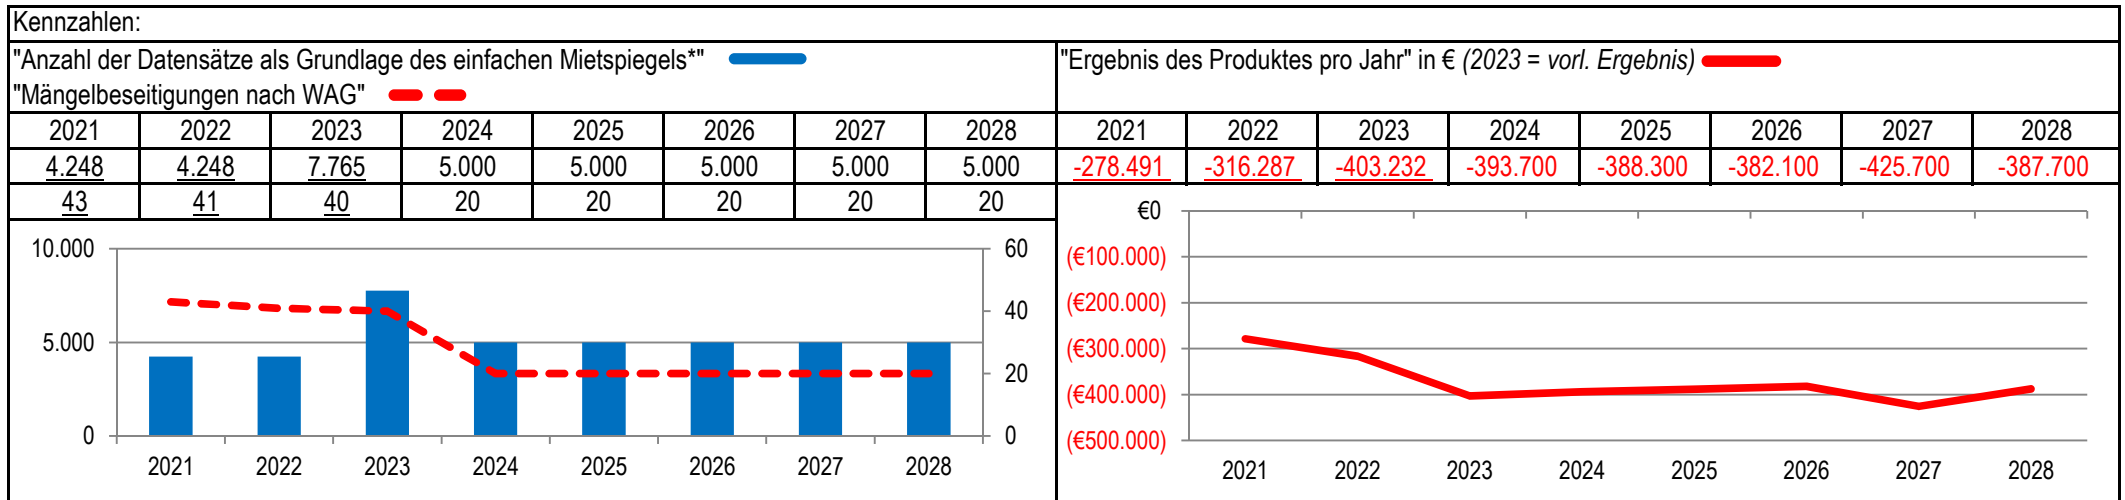 Kennzahlen:
"Anzahl der Datensätze als Grundlage des einfachen Mietspiegels*"
"Mängelbeseitigungen nach WAG"
2021 2022 2023 2024 2025 2026 2027 2028
4.248 4.248 7.765 5.000 5.000 5.000 5.000 5.000
43 41 40 20 20 20 20 20
10.000 60
40
5.000
20
0 0
2021 2022 2023 2024 2025 2026 2027 2028
"Ergebnis des Produktes pro Jahr" in € (2023 = vorl. Ergebnis)
2021 2022 2023 2024 2025 2026 2027 2028
-278.491 -316.287 -403.232 -393.700 -388.300 -382.100 -425.700 -387.700
€0
(€100.000)
(€200.000)
(€300.000)
(€400.000)
(€500.000)
2021 2022 2023 2024 2025 2026 2027 2028